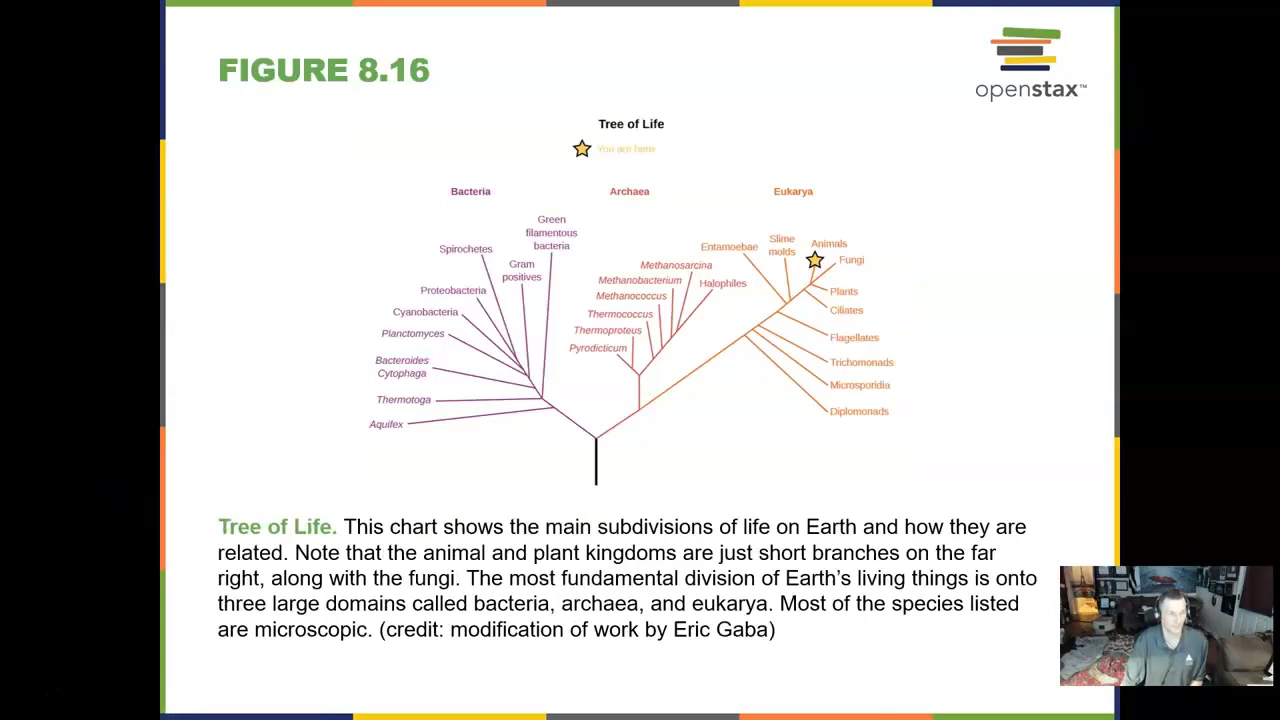 FIGURE 8.16
openstax™
Tree of Life
You are here
Bacteria
Archaea
Eukarya
Green
filamentous
bacteria
Spirochetes
Gram
positives
Proteobacteria
Cyanobacteria
Planctomyces
Bacteroides
Cytophaga
Thermotoga
Aquifex
Methanosarcina
Methanobacterium
Halophiles
Methanococcus
Thermococcus
Thermoproteus
Pyrodicticum
Entamoebae
Slime
molds
Animals
Fungi
Plants
Ciliates
Flagellates
Trichomonads
Microsporidia
Diplomonads
Tree of Life. This chart shows the main subdivisions of life on Earth and how they are
related. Note that the animal and plant kingdoms are just short branches on the far
right, along with the fungi. The most fundamental division of Earth’s living things is onto
three large domains called bacteria, archaea, and eukarya. Most of the species listed
are microscopic. (credit: modification of work by Eric Gaba)